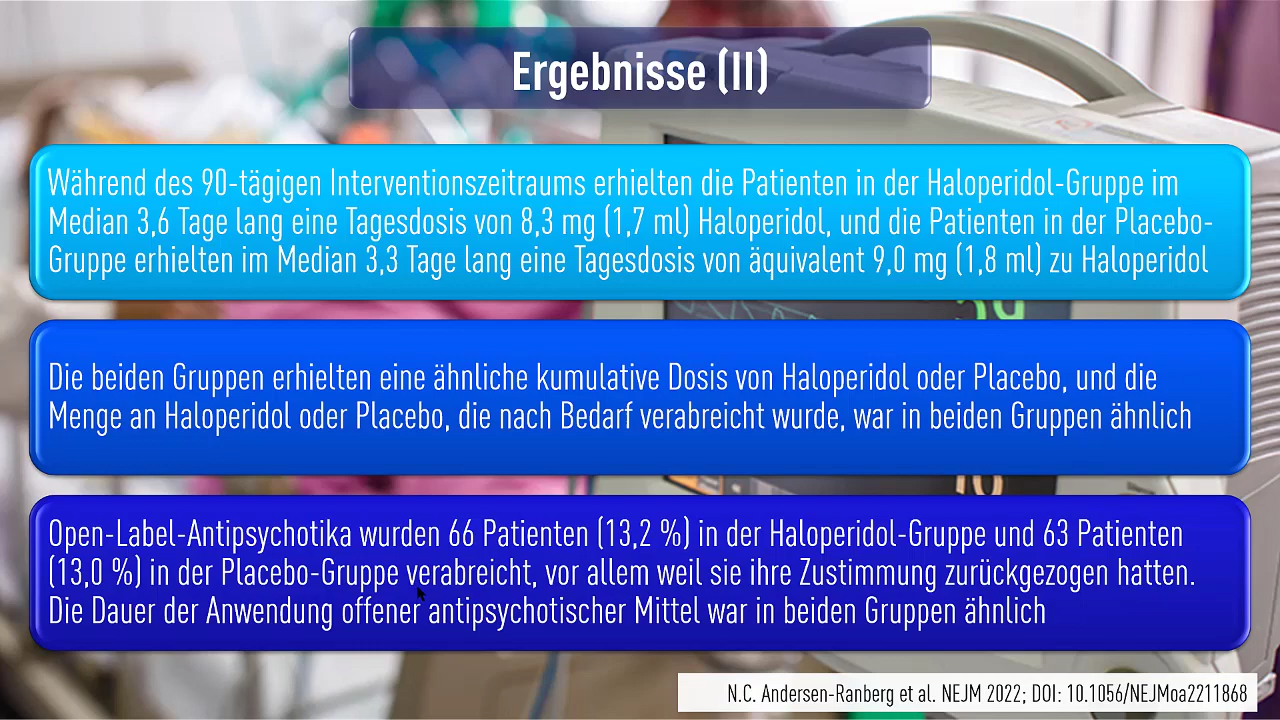 Ergebnisse (II)
Während des 90-tägigen Interventionszeitraums erhielten die Patienten in der Haloperidol-Gruppe im
Median 3,6 Tage lang eine Tagesdosis von 8,3 mg (1,7 ml) Haloperidol, und die Patienten in der Placebo-
Gruppe erhielten im Median 3,3 Tage lang eine Tagesdosis von äquivalent 9,0 mg (1,8 ml) zu Haloperidol
Die beiden Gruppen erhielten eine ähnliche kumulative Dosis von Haloperidol oder Placebo, und die
Menge an Haloperidol oder Placebo, die nach Bedarf verabreicht wurde, war in beiden Gruppen ähnlich
Open-Label-Antipsychotika wurden 66 Patienten (13,2 %) in der Haloperidol-Gruppe und 63 Patienten
(13,0 %) in der Placebo-Gruppe verabreicht, vor allem weil sie ihre Zustimmung zurückgezogen hatten.
Die Dauer der Anwendung offener antipsychotischer Mittel war in beiden Gruppen ähnlich
N.C. Andersen-Ranberg et al. NEJM 2022; DOI: 10.1056/NEJMoa2211868